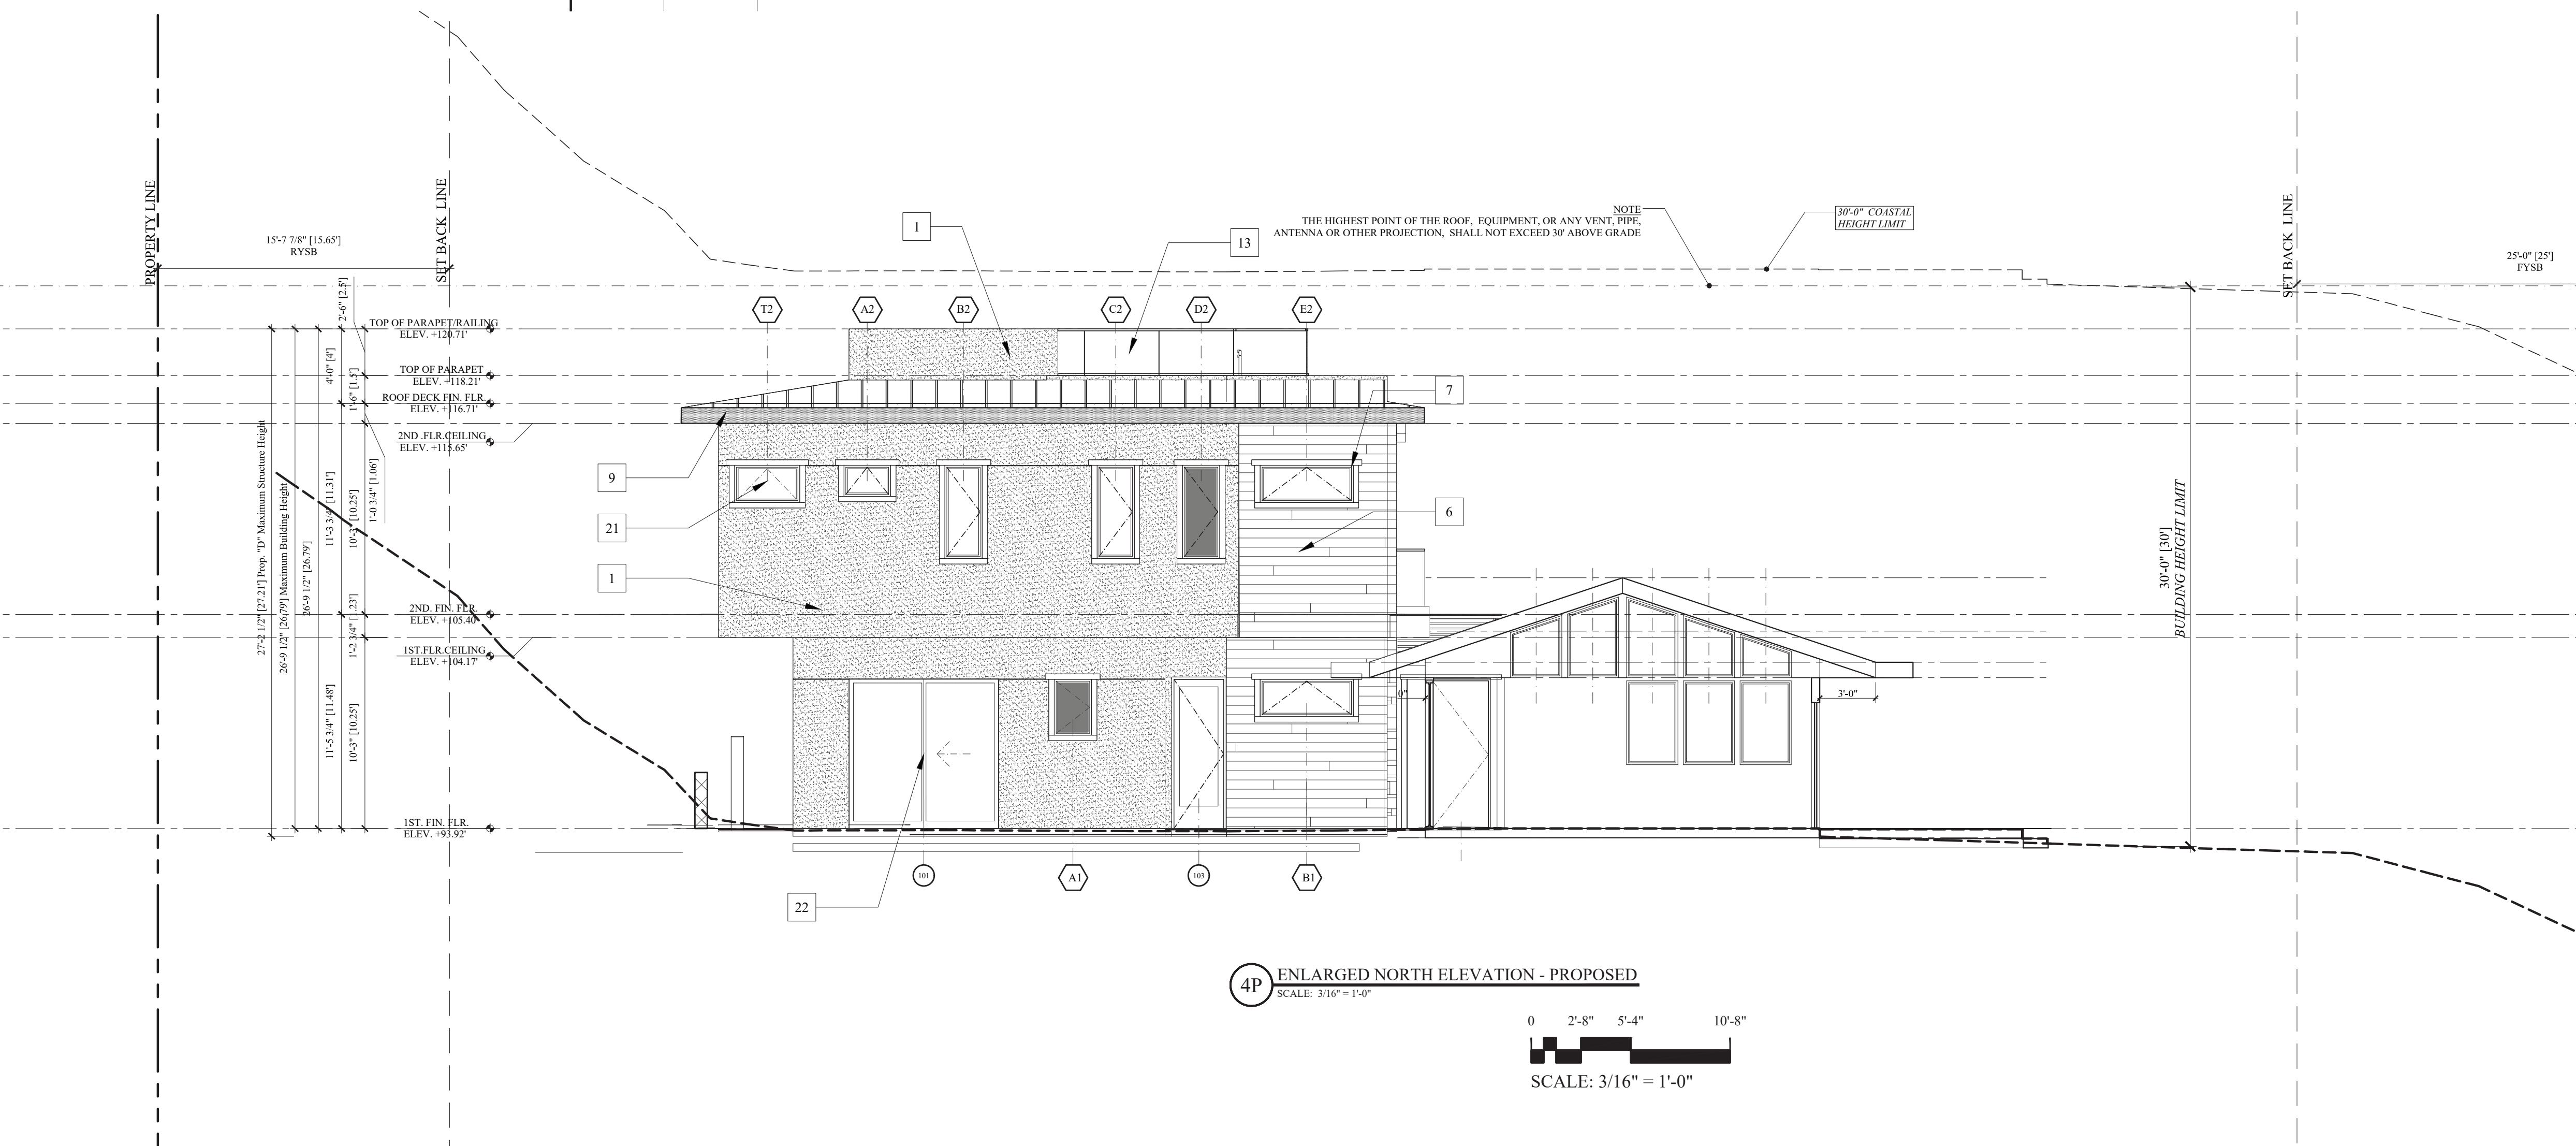 PROPERTY LINE
15'-7 7/8" [15.65']
RYSB
SET BACK LINE
1
13
NOTE
THE HIGHEST POINT OF THE ROOF, EQUIPMENT, OR ANY VENT, PIPE,
ANTENNA OR OTHER PROJECTION, SHALL NOT EXCEED 30' ABOVE GRADE
30'-0" COASTAL
HEIGHT LIMIT
SET BACK LINE
25'-0" [25']
FYSB
T2
A2
B2
C2
D2
E2
TOP OF PARAPET/RAILING
ELEV. +120.71'
TOP OF PARAPET
ELEV. +118.21'
ROOF DECK FIN. FLR.
ELEV. +116.71'
2ND .FLR.CEILING
ELEV. +115.65'
2ND. FIN. FLR.
ELEV. +105.40'
1ST.FLR.CEILING
ELEV. +104.17'
1ST. FIN. FLR.
ELEV. +93.92'
27'-2 1/2" [27.21'] Prop. "D" Maximum Structure Height
26'-9 1/2" [26.79'] Maximum Building Height
26'-9 1/2" [26.79']
4'-0" [4']
11'-3 3/4" [11.31']
11'-5 3/4" [11.48']
2'-6" [2.5']
1'-6" [1.5']
1'-0 3/4" [1.06']
10'-3" [10.25']
1'-2 3/4" [1.23']
10'-3" [10.25']
9
21
1
7
6
22
101
A1
103
B1
0"
3'-0"
30'-0" [30']
BUILDING HEIGHT LIMIT
4P
ENLARGED NORTH ELEVATION - PROPOSED
SCALE: 3/16" = 1'-0"
0 2'-8" 5'-4" 10'-8"
SCALE: 3/16" = 1'-0"